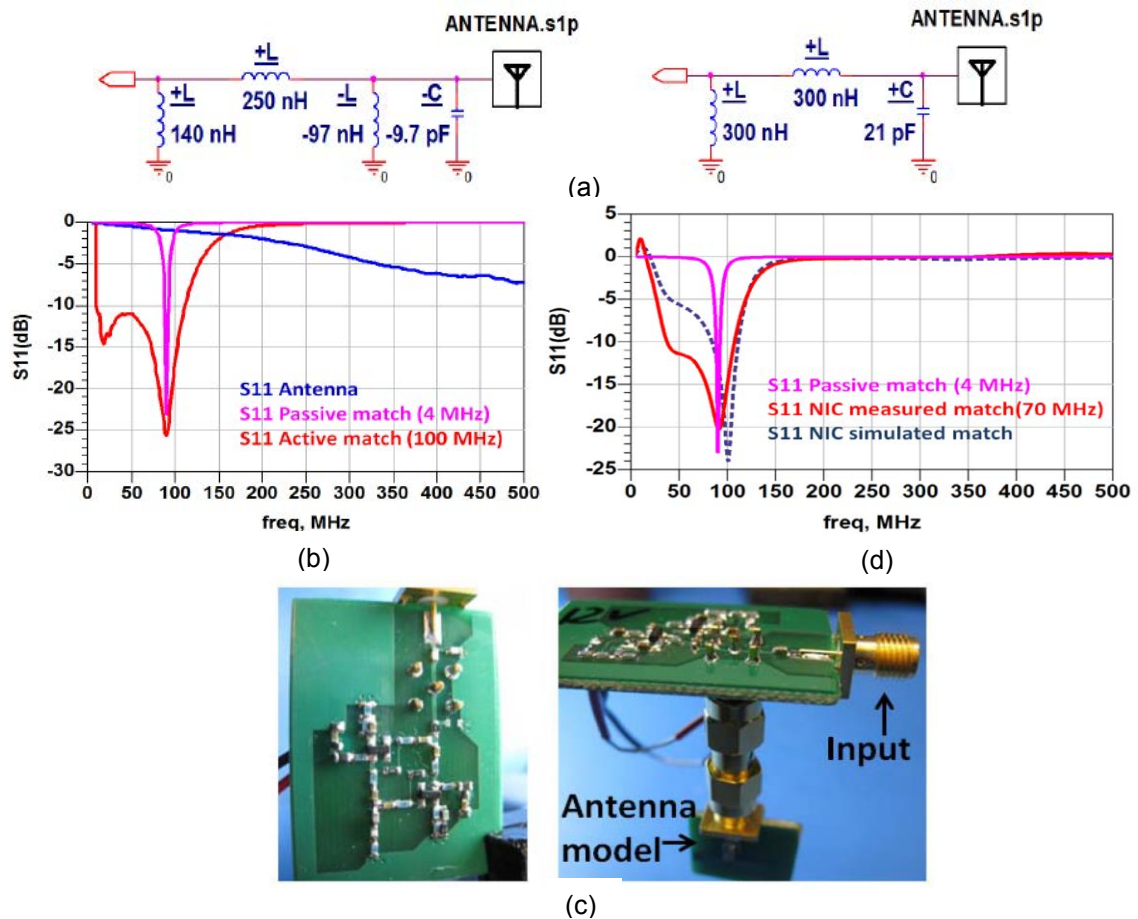 ANTENNA.s1p
+L
250 nH
+L
140 nH
-L
-97 nH
-C
-9.7 pF
0
0
0
ANTENNA.s1p
+L
300 nH
+L
300 nH
+C
21 pF
0
0
(a)
0
-5
-10
-15
-20
-25
-30
S11(dB)
S11 Antenna
S11 Passive match (4 MHz)
S11 Active match (100 MHz)
0 50 100 150 200 250 300 350 400 450 500
freq, MHz
(b)
5
0
-5
-10
-15
-20
-25
S11(dB)
S11 Passive match (4 MHz)
S11 NIC measured match(70 MHz)
S11 NIC simulated match
0 50 100 150 200 250 300 350 400 450 500
freq, MHz
(d)
Input
Antenna
model
(c)